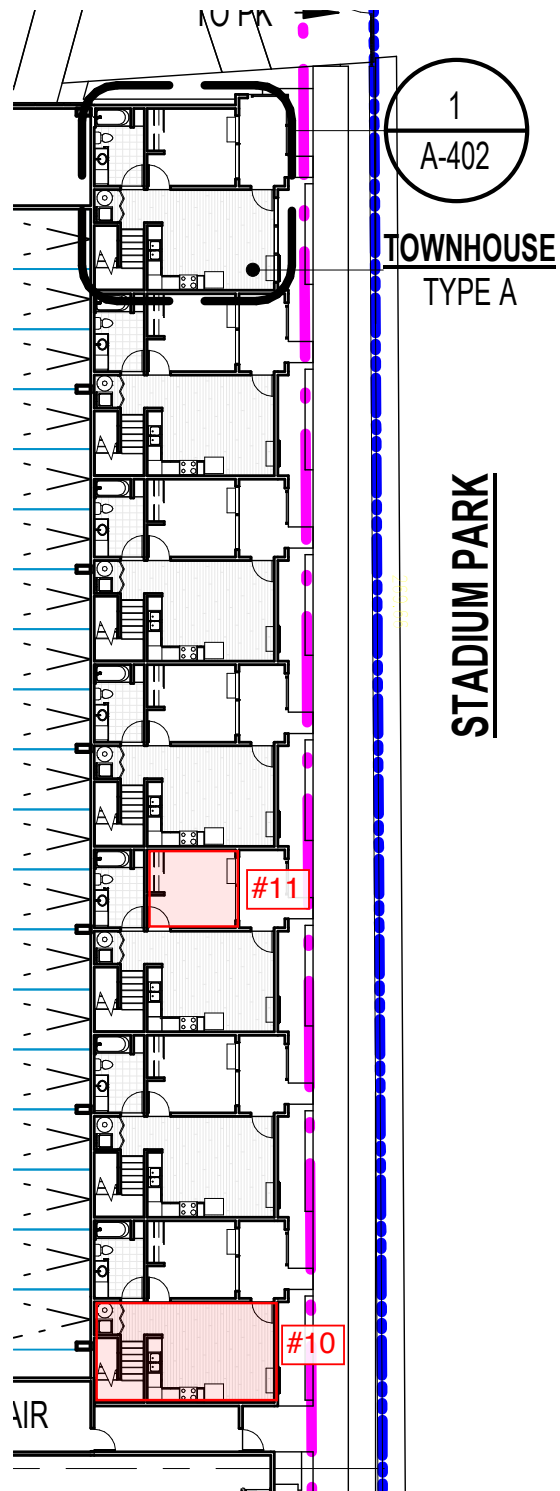 TO PK
1
A-402
TOWNHOUSE
TYPE A
STADIUM PARK
#11
#10
AIR